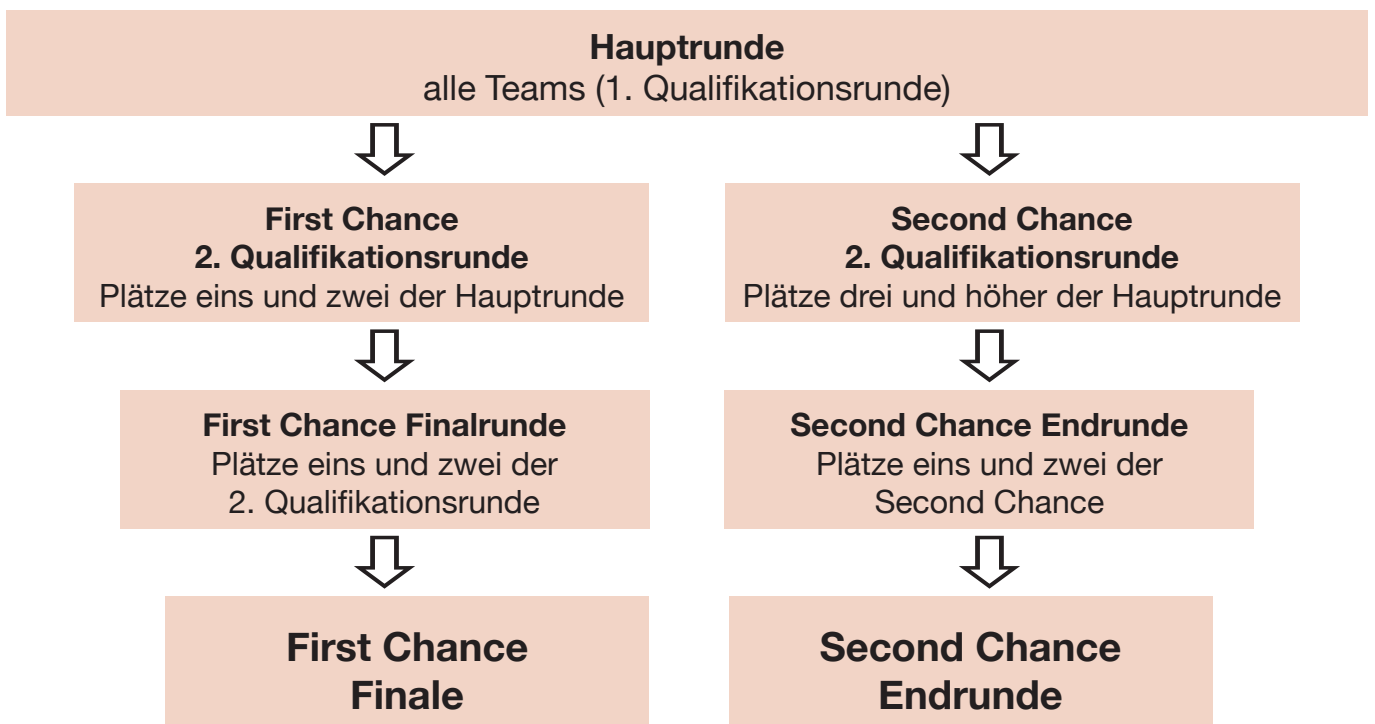 Hauptrunde
alle Teams (1. Qualifikationsrunde)
First Chance
2. Qualifikationsrunde
Plätze eins und zwei der Hauptrunde
Second Chance
2. Qualifikationsrunde
Plätze drei und höher der Hauptrunde
First Chance Finalrunde
Plätze eins und zwei der
2. Qualifikationsrunde
Second Chance Endrunde
Plätze eins und zwei der
Second Chance
First Chance
Finale
Second Chance
Endrunde